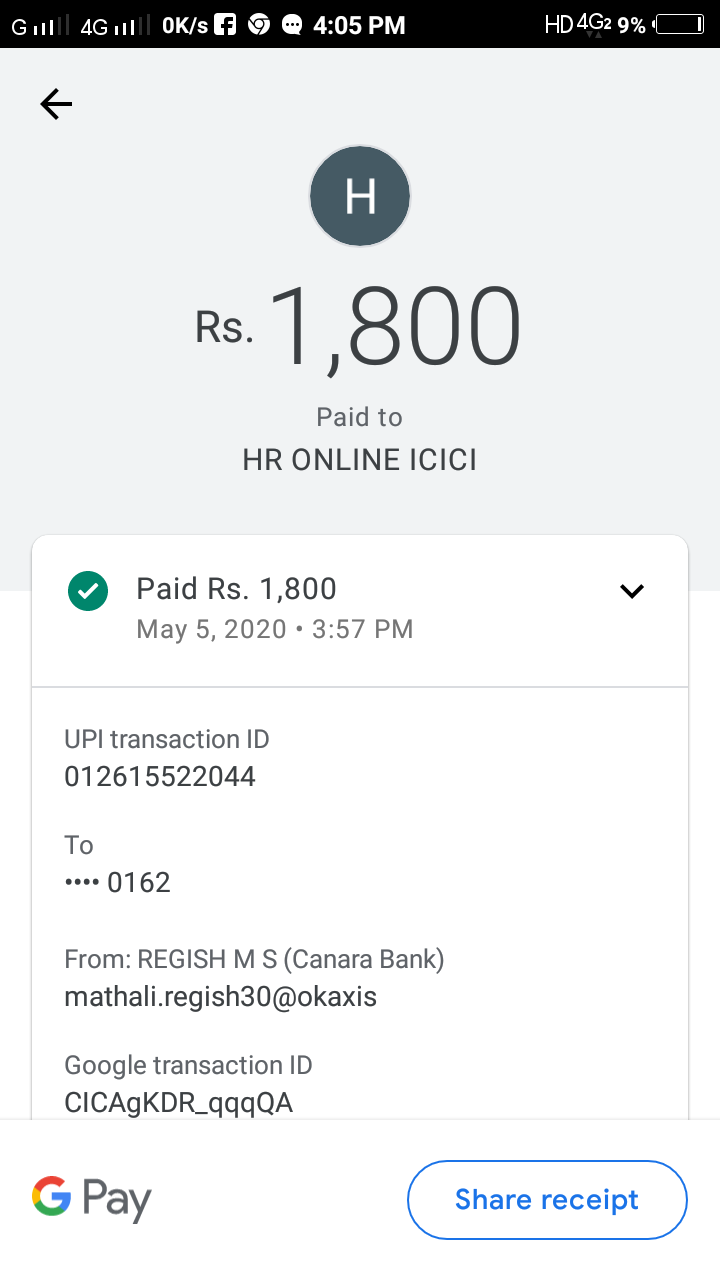 G 4G 0K/s 4:05 PM HD 4G2 9%
H
Rs. 1,800
Paid to
HR ONLINE ICICI
Paid Rs. 1,800
May 5, 2020 • 3:57 PM
UPI transaction ID
012615522044
To
•••• 0162
From: REGISH M S (Canara Bank)
mathali.regish30@okaxis
Google transaction ID
CICAgKDR_qqqQA
G Pay
Share receipt